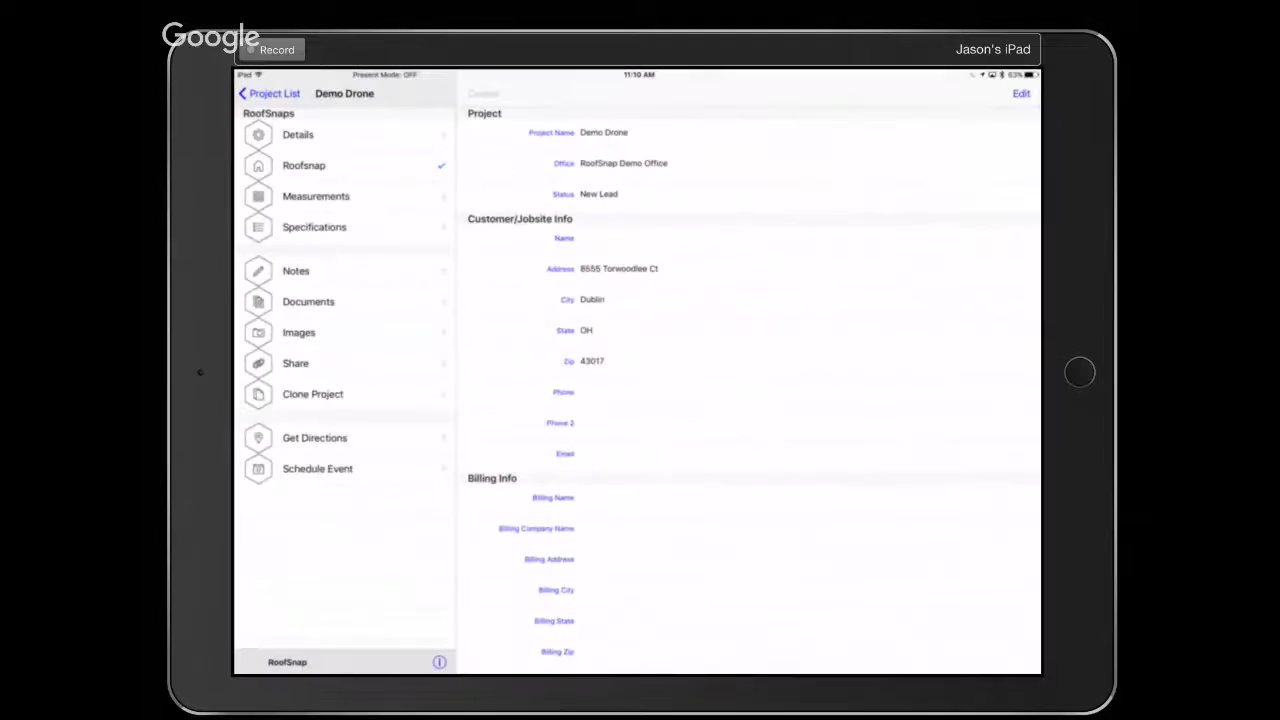 Google
Record
Jason's iPad
iPad
Present Mode: OFF
11:10 AM
63%
Project List
Demo Drone
Cancel
Edit
RoofSnaps
Details
Roofsnap
Measurements
Specifications
Notes
Documents
Images
Share
Clone Project
Get Directions
Schedule Event
RoofSnap
Project
Project Name Demo Drone
Office RoofSnap Demo Office
Status New Lead
Customer/Jobsite Info
Name
Address 8555 Torwoodlee Ct
City Dublin
State OH
Zip 43017
Phone
Phone 2
Email
Billing Info
Billing Name
Billing Company Name
Billing Address
Billing City
Billing State
Billing Zip